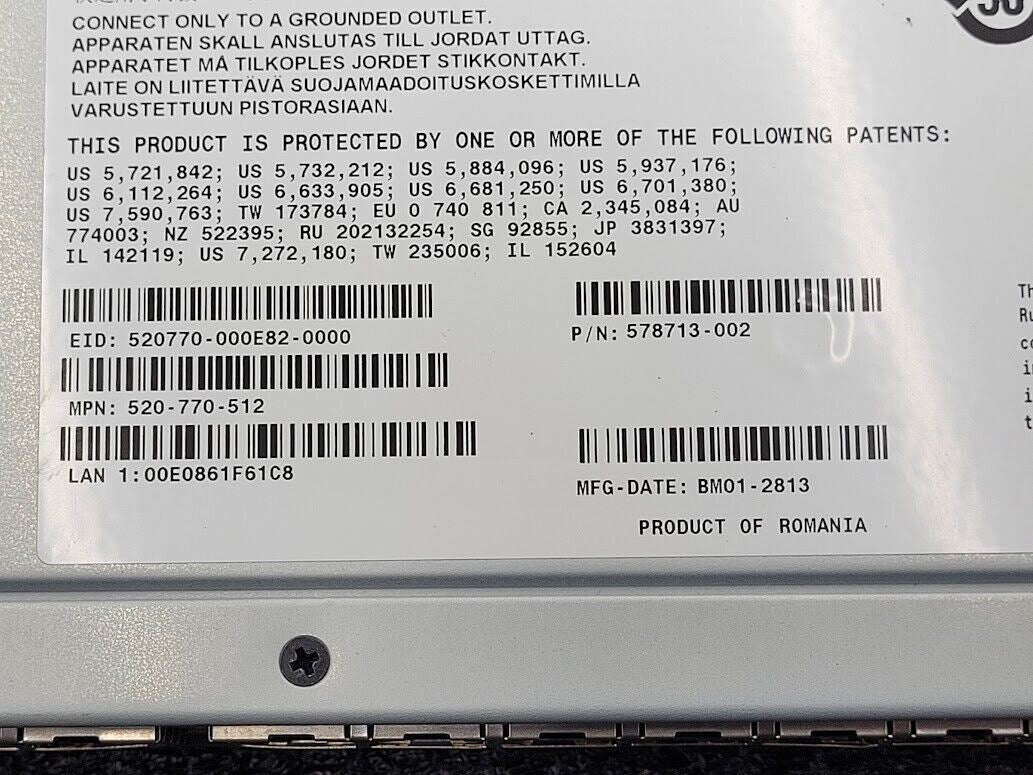 CONNECT ONLY TO A GROUNDED OUTLET.
APPARATEN SKALL ANSLUTAS TILL JORDAT UTTAG.
APPARATET MÅ TILKOPLES JORDET STIKKONTAKT.
LAITE ON LIITETTÄVÄ SUOJAMAADOITUSKOSKETTIMILLA
VARUSTETTUUN PISTORASIAAN.
THIS PRODUCT IS PROTECTED BY ONE OR MORE OF THE FOLLOWING PATENTS:
US 5,721,842; US 5,732,212; US 5,884,096; US 5,937,176;
US 6,112,264; US 6,633,905; US 6,681,250; US 6,701,380;
US 7,590,763; TW 173784; EU 0 740 811; CA 2,345,084; AU
774003; NZ 522395; RU 202132254; SG 92855; JP 3831397;
IL 142119; US 7,272,180; TW 235006; IL 152604
EID: 520770-000E82-0000
P/N: 578713-002
MPN: 520-770-512
LAN 1:00E0861F61C8
MFG-DATE: BM01-2813
PRODUCT OF ROMANIA